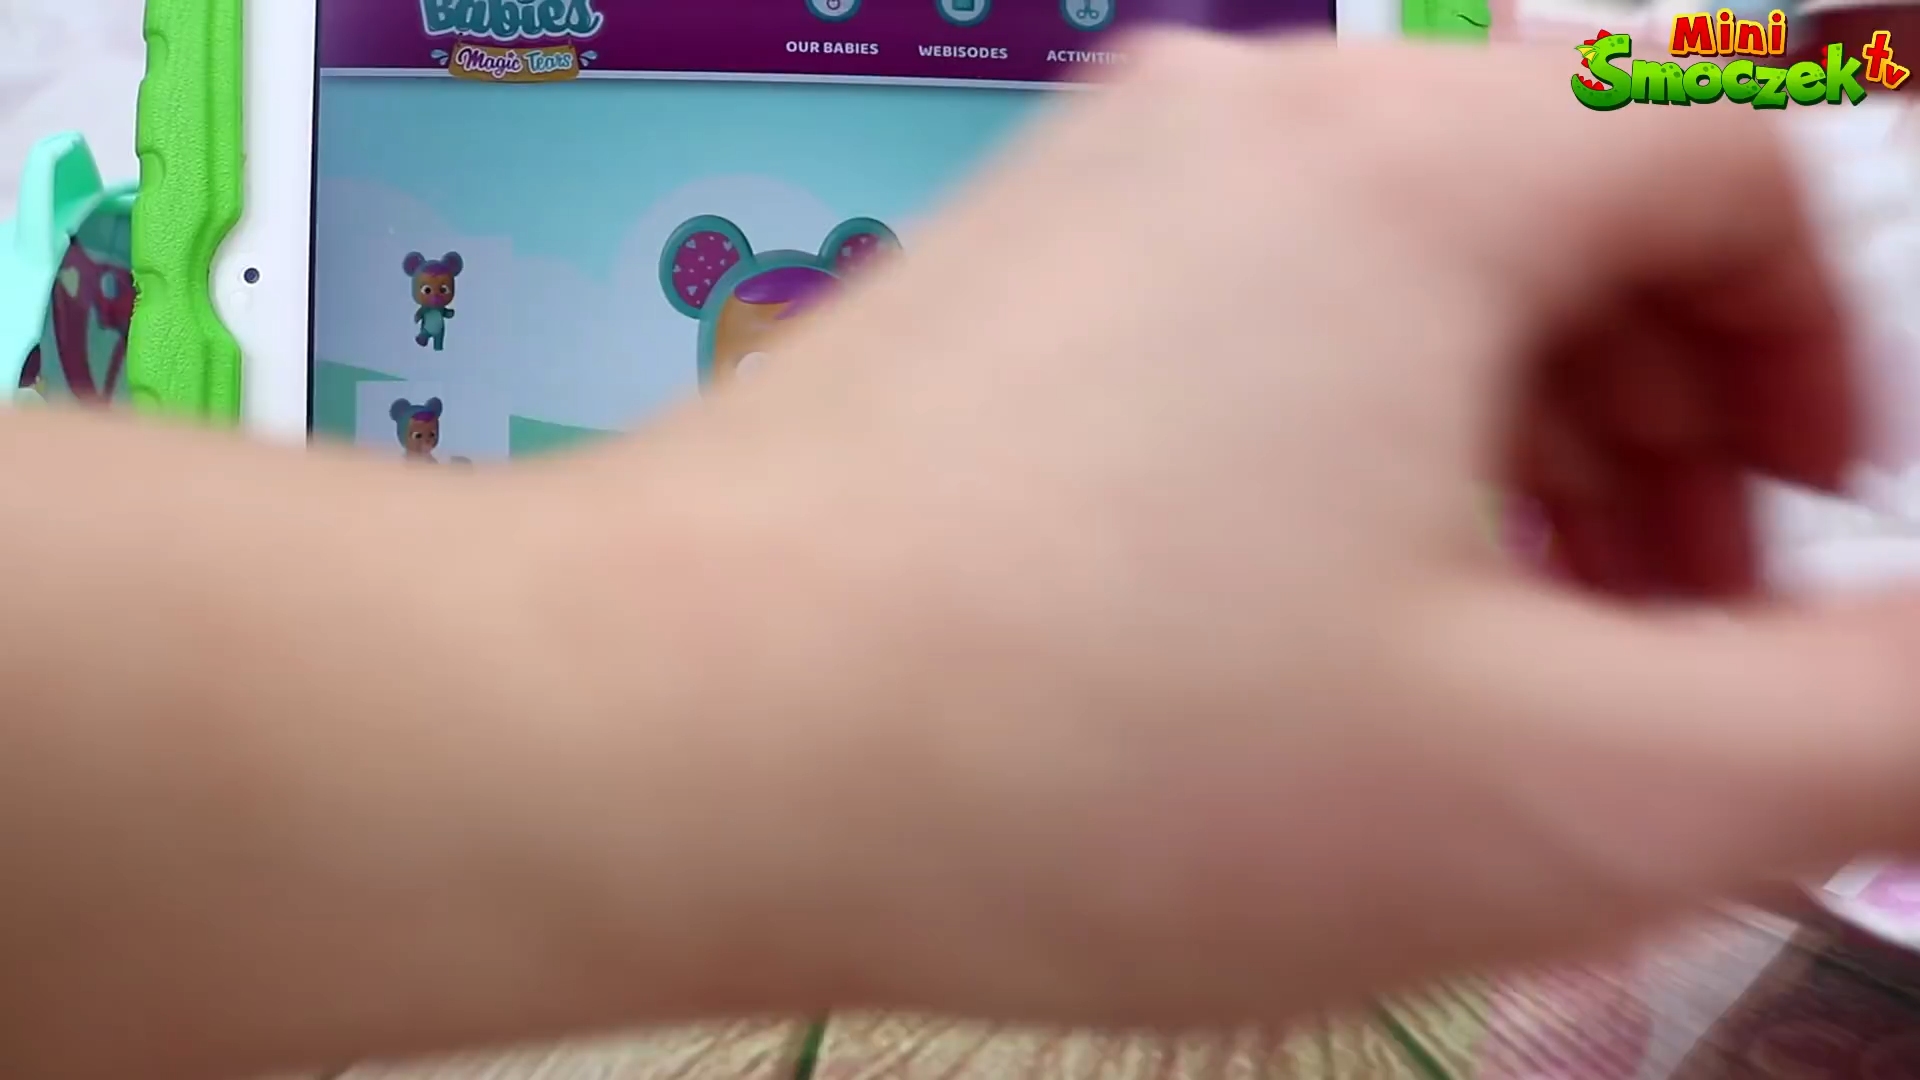 Babies
Magic Tears
OUR BABIES
WEBISODES
Mini
Smoczek
tv